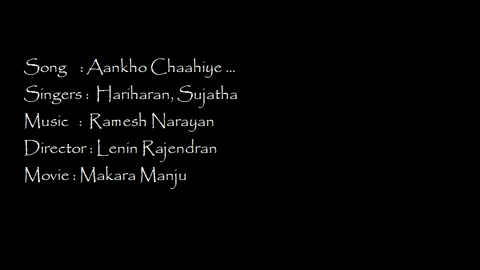 Song : Aankho Chaahiye ...
Singers : Hariharan, Sujatha
Music : Ramesh Narayan
Director : Lenin Rajendran
Movie : Makara Manju